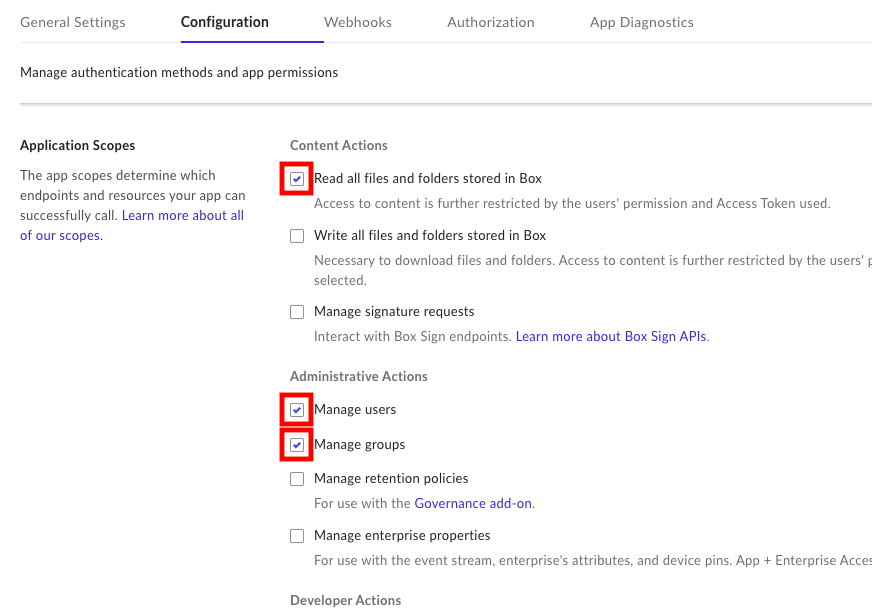 General Settings Configuration Webhooks Authorization App Diagnostics
Manage authentication methods and app permissions
Application Scopes
The app scopes determine which
endpoints and resources your app can
successfully call. Learn more about all
of our scopes.
Content Actions
Read all files and folders stored in Box
Access to content is further restricted by the users' permission and Access Token used.
Write all files and folders stored in Box
Necessary to download files and folders. Access to content is further restricted by the users'
selected.
Manage signature requests
Interact with Box Sign endpoints. Learn more about Box Sign APIs.
Administrative Actions
Manage users
Manage groups
Manage retention policies
For use with the Governance add-on.
Manage enterprise properties
For use with the event stream, enterprise's attributes, and device pins. App + Enterprise Acces
Developer Actions